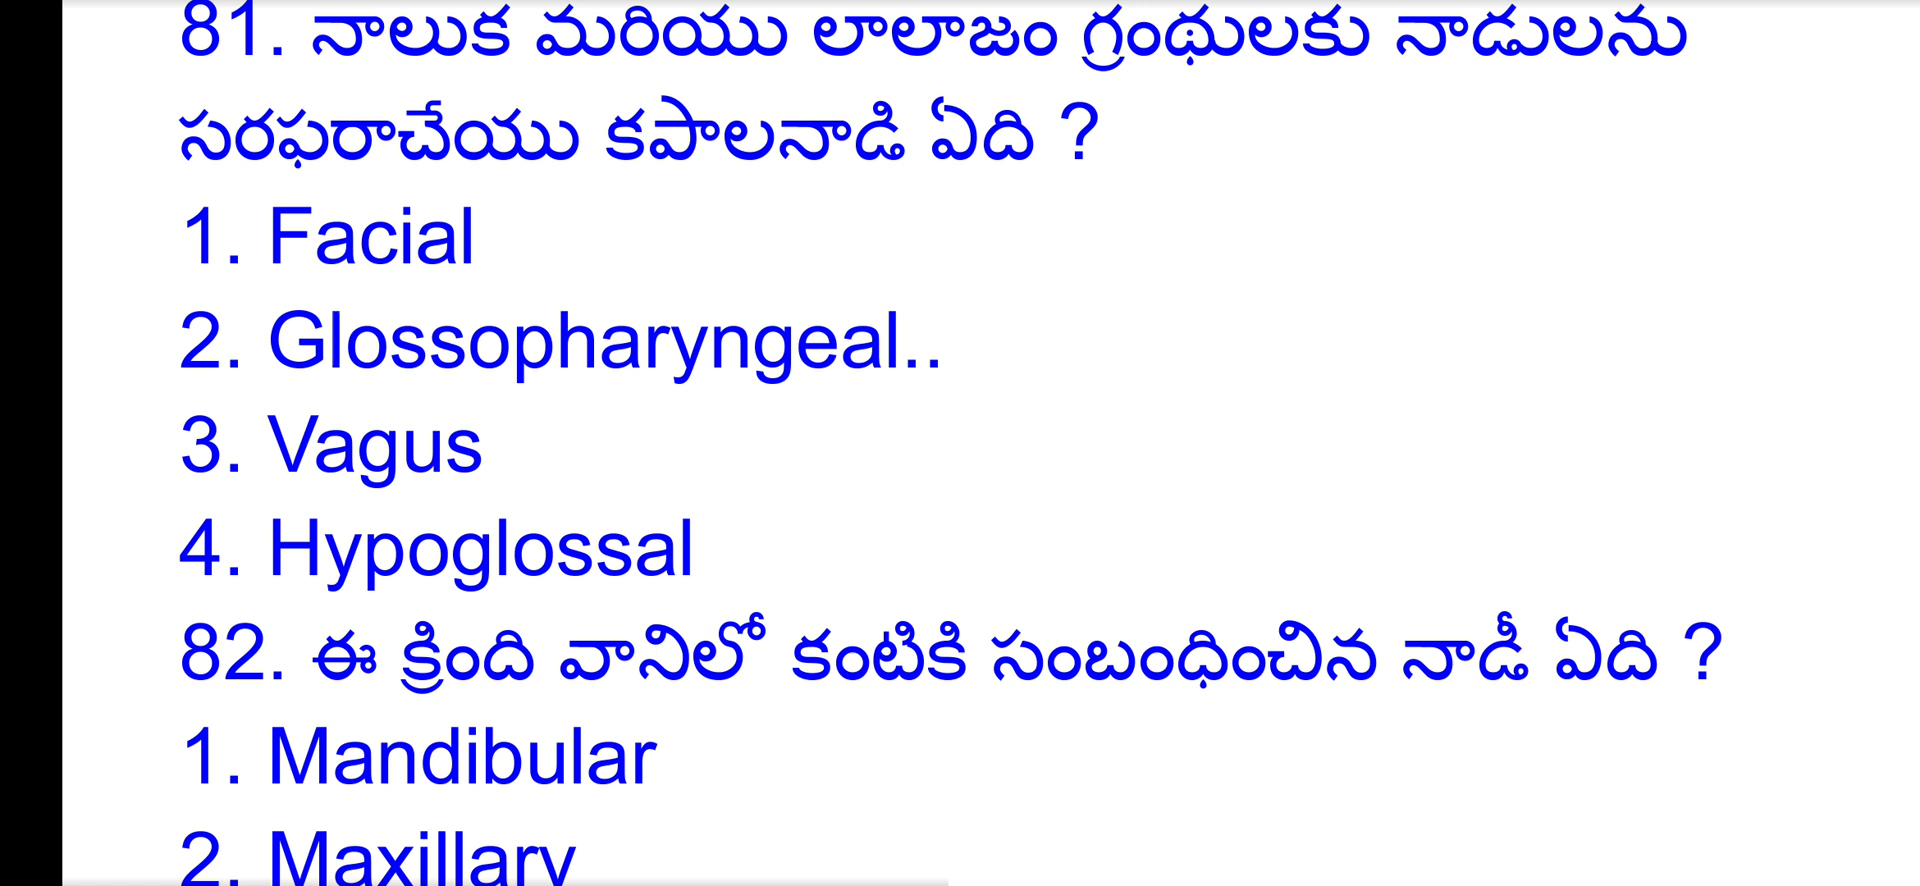 81. నాలుక మరియు లాలాజం గ్రంథులకు నాడులను
సరఫరాచేయు కపాలనాడి ఏది ?
1. Facial
2. Glossopharyngeal..
3. Vagus
4. Hypoglossal
82. ఈ క్రింది వానిలో కంటికి సంబంధించిన నాడీ ఏది ?
1. Mandibular
2. Maxillary